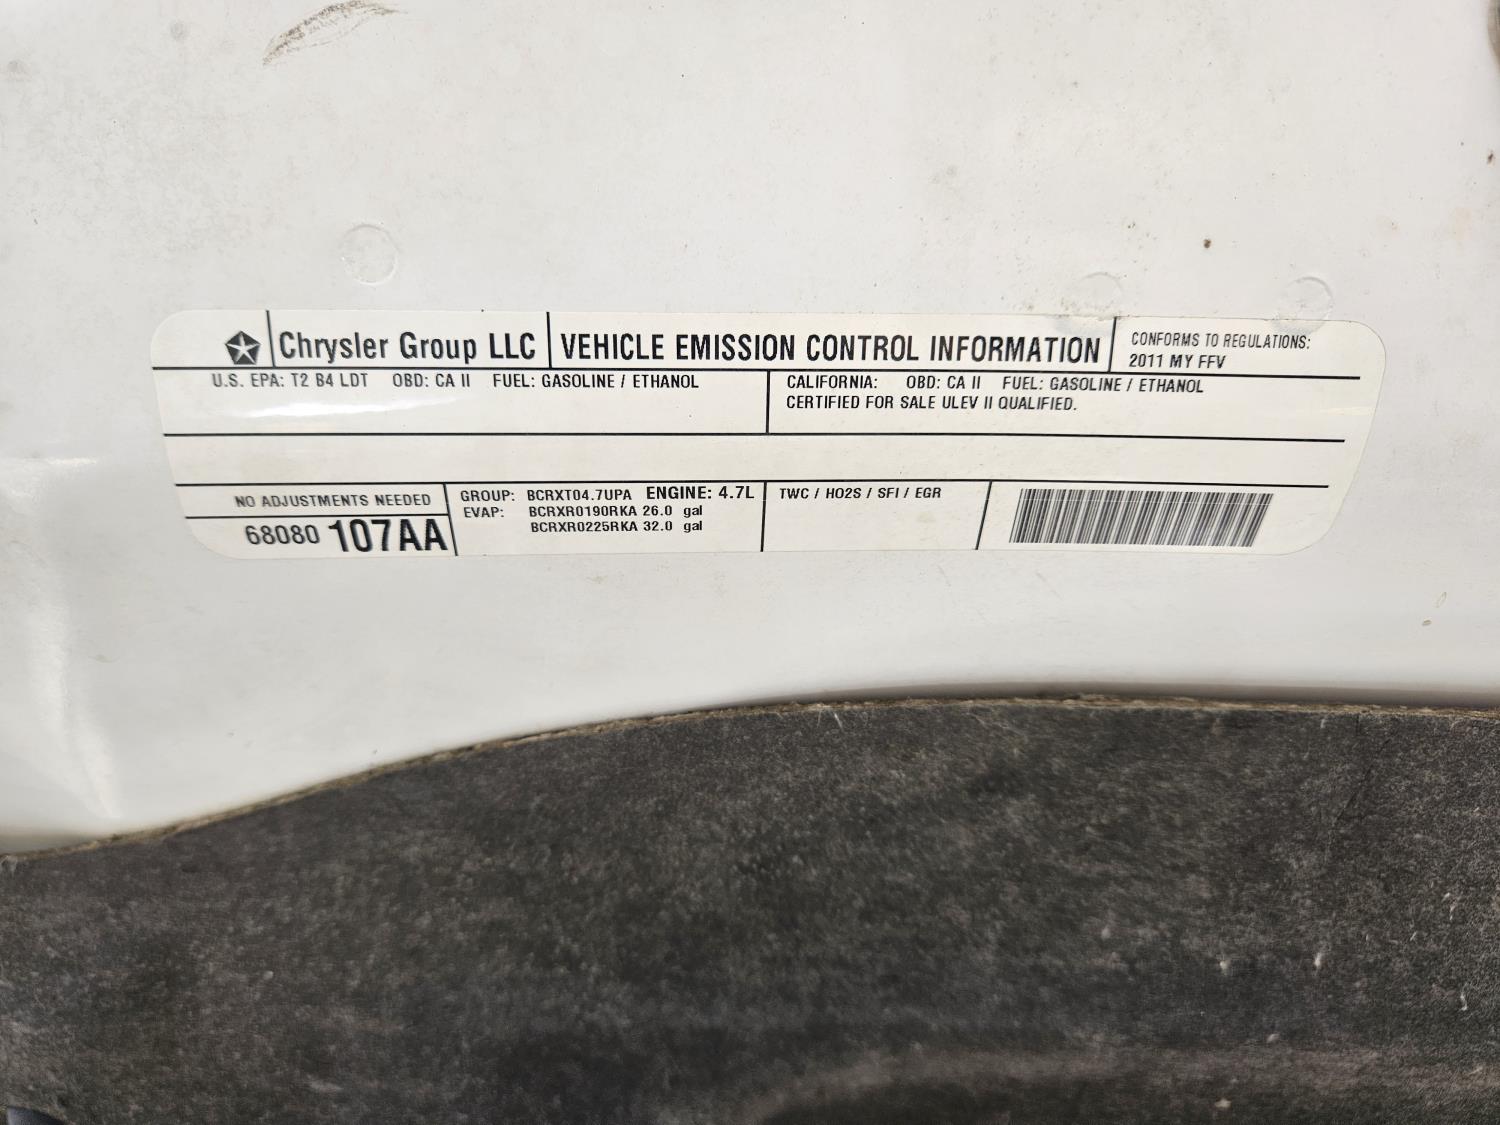 Chrysler Group LLC
VEHICLE EMISSION CONTROL INFORMATION
CONFORMS TO REGULATIONS:
2011 MY FFV
U.S. EPA: T2 B4 LDT OBD: CA II FUEL: GASOLINE / ETHANOL
CALIFORNIA: OBD: CA II FUEL: GASOLINE / ETHANOL
CERTIFIED FOR SALE ULEV II QUALIFIED.
NO ADJUSTMENTS NEEDED
68080 107AA
GROUP: BCRXT04.7UPA ENGINE: 4.7L
EVAP: BCRXR0190RKA 26.0 gal
BCRXR0225RKA 32.0 gal
TWC / HO2S / SFI / EGR